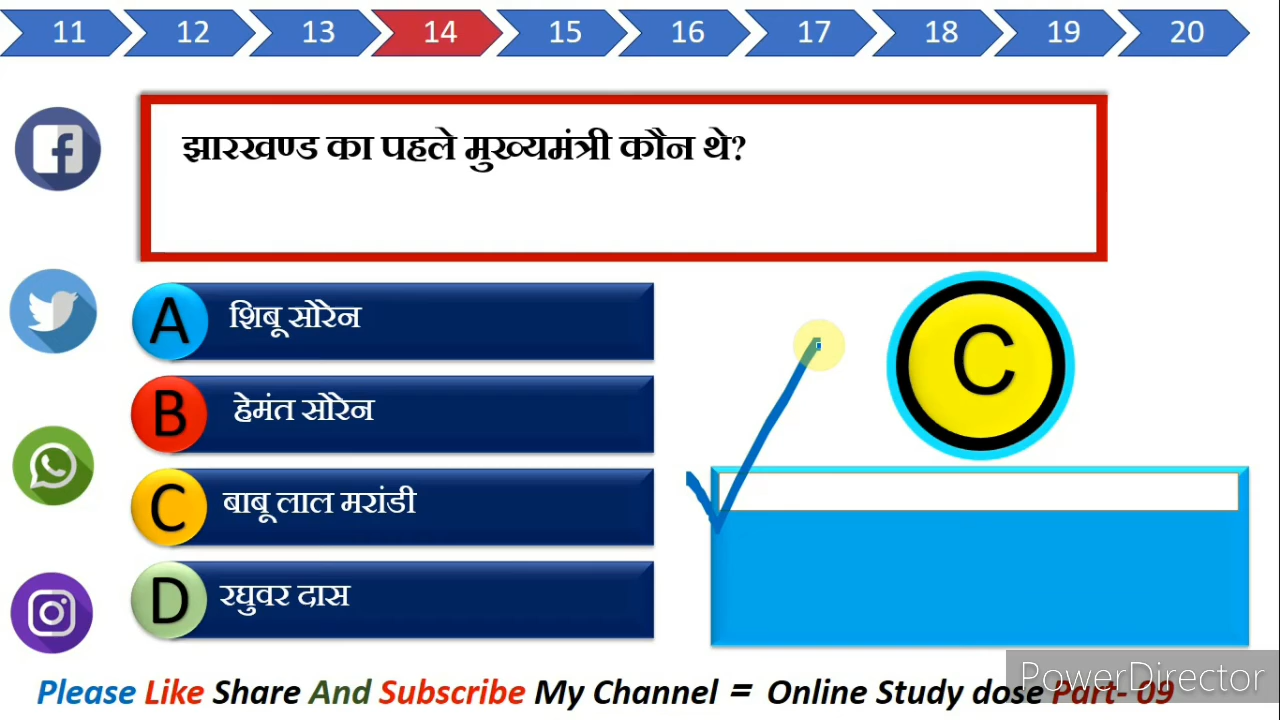 11 12 13 14 15 16 17 18 19 20
झारखण्ड का पहले मुख्यमंत्री कौन थे?
A शिबू सोरेन
B हेमंत सोरेन
C बाबू लाल मरांडी
D रघुवर दास
C
Please Like Share And Subscribe My Channel = Online Study dose Part- 09
PowerDirector